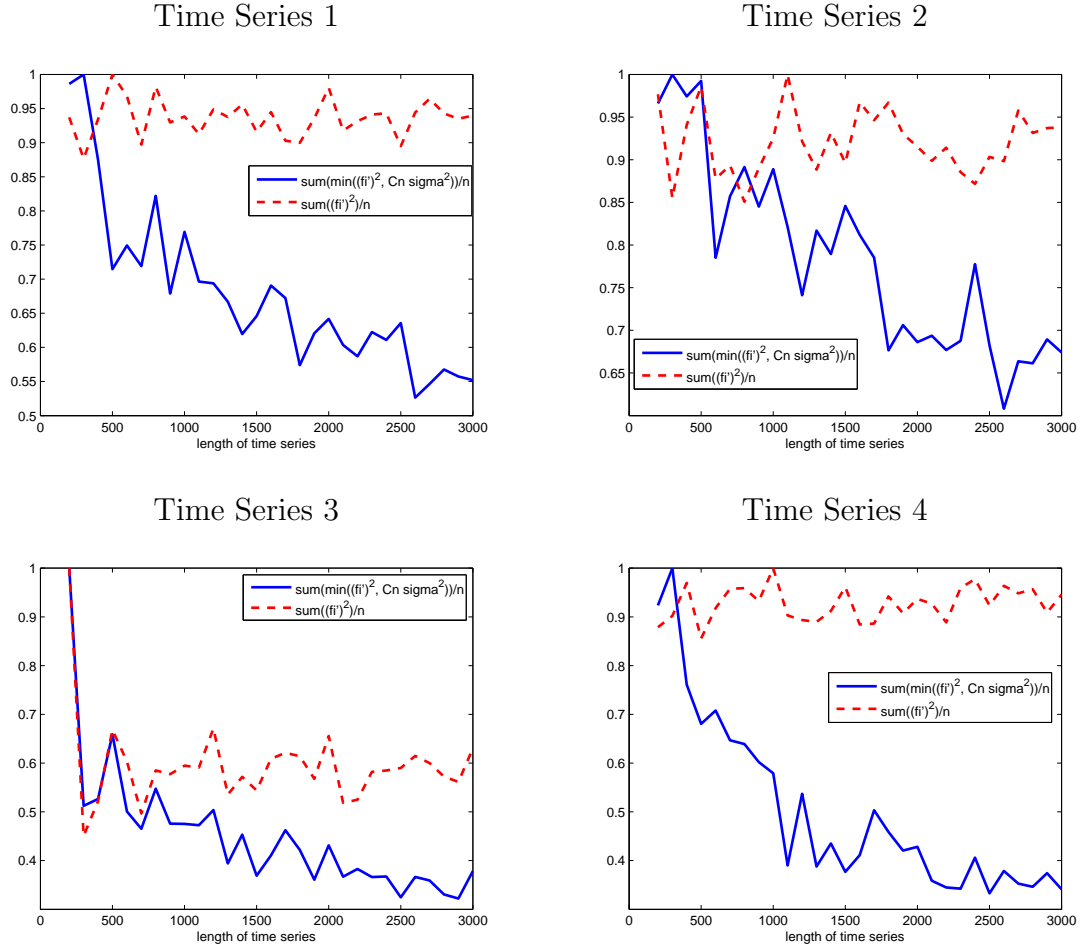 Time Series 1
Time Series 2
1
0.95
0.9
0.85
0.8
0.75
0.7
0.65
0.6
0.55
0.5
0 500 1000 1500 2000 2500 3000
length of time series
sum(min((fi')^2, Cn sigma^2))/n
sum((fi')^2)/n
1
0.95
0.9
0.85
0.8
0.75
0.7
0.65
0 500 1000 1500 2000 2500 3000
length of time series
sum(min((fi')^2, Cn sigma^2))/n
sum((fi')^2)/n
Time Series 3
Time Series 4
1
0.9
0.8
0.7
0.6
0.5
0.4
0 500 1000 1500 2000 2500 3000
length of time series
sum(min((fi')^2, Cn sigma^2))/n
sum((fi')^2)/n
1
0.9
0.8
0.7
0.6
0.5
0.4
0 500 1000 1500 2000 2500 3000
length of time series
sum(min((fi')^2, Cn sigma^2))/n
sum((fi')^2)/n